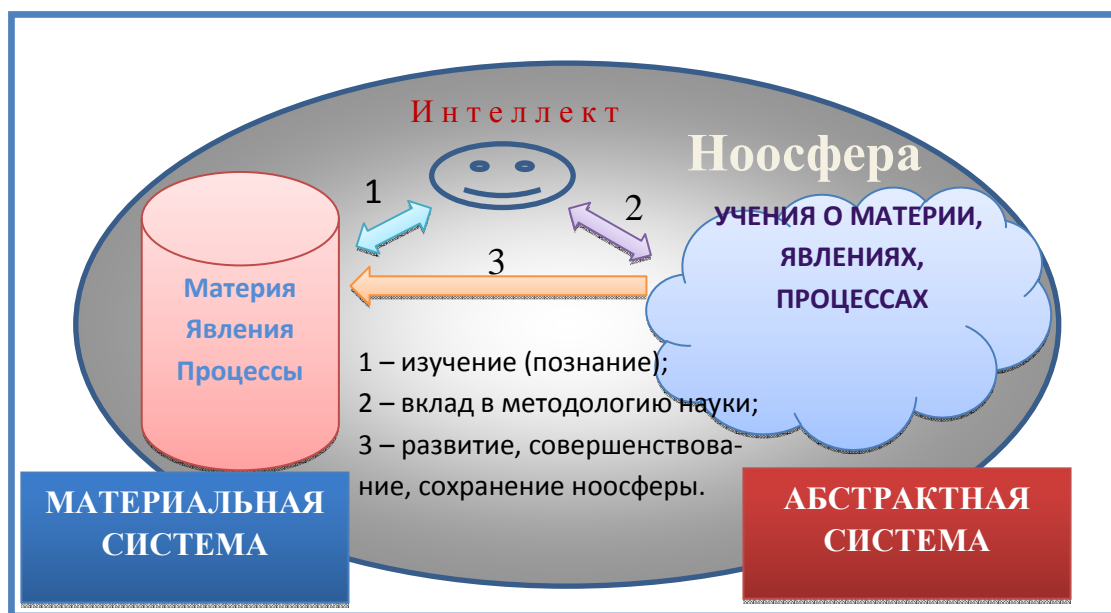 И н т е л л е к т
Ноосфера
1
2
УЧЕНИЯ О МАТЕРИИ,
ЯВЛЕНИЯХ,
ПРОЦЕССАХ
3
Материя
Явления
Процессы
1 – изучение (познание);
2 – вклад в методологию науки;
3 – развитие, совершенствова-
ние, сохранение ноосферы.
МАТЕРИАЛЬНАЯ
СИСТЕМА
АБСТРАКТНАЯ
СИСТЕМА